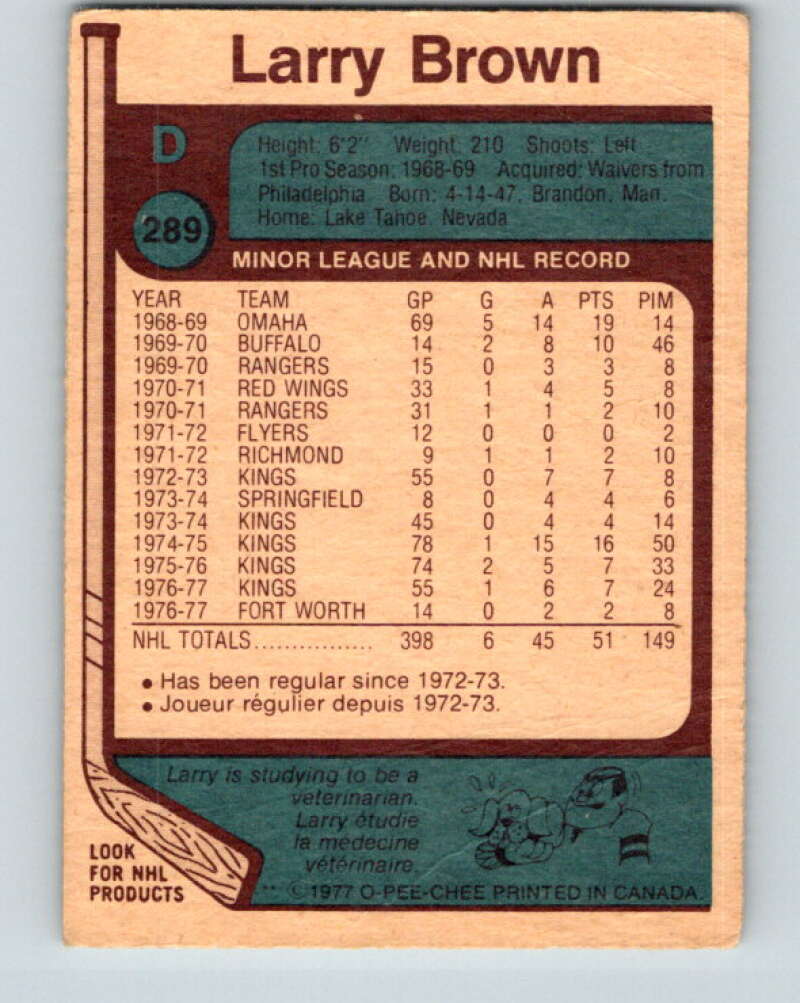 Larry Brown
D
289
Height: 6'2" Weight: 210 Shoots: Left
1st Pro Season: 1968-69 Acquired: Waivers from
Philadelphia Born: 4-14-47, Brandon, Man.
Home: Lake Tahoe, Nevada
MINOR LEAGUE AND NHL RECORD
YEAR TEAM GP G A PTS PIM
1968-69 OMAHA 69 5 14 19 14
1969-70 BUFFALO 14 2 8 10 46
1969-70 RANGERS 15 0 3 3 8
1970-71 RED WINGS 33 1 4 5 8
1970-71 RANGERS 31 1 1 2 10
1971-72 FLYERS 12 0 0 0 2
1971-72 RICHMOND 9 1 1 2 10
1972-73 KINGS 55 0 7 7 8
1973-74 SPRINGFIELD 8 0 4 4 6
1973-74 KINGS 45 0 4 4 14
1974-75 KINGS 78 1 15 16 50
1975-76 KINGS 74 2 5 7 33
1976-77 KINGS 55 1 6 7 24
1976-77 FORT WORTH 14 0 2 2 8
NHL TOTALS................ 398 6 45 51 149
• Has been regular since 1972-73.
• Joueur régulier depuis 1972-73.
Larry is studying to be a
veterinarian.
Larry étudie
la médecine
vétérinaire.
LOOK
FOR NHL
PRODUCTS
** © 1977 O-PEE-CHEE PRINTED IN CANADA.